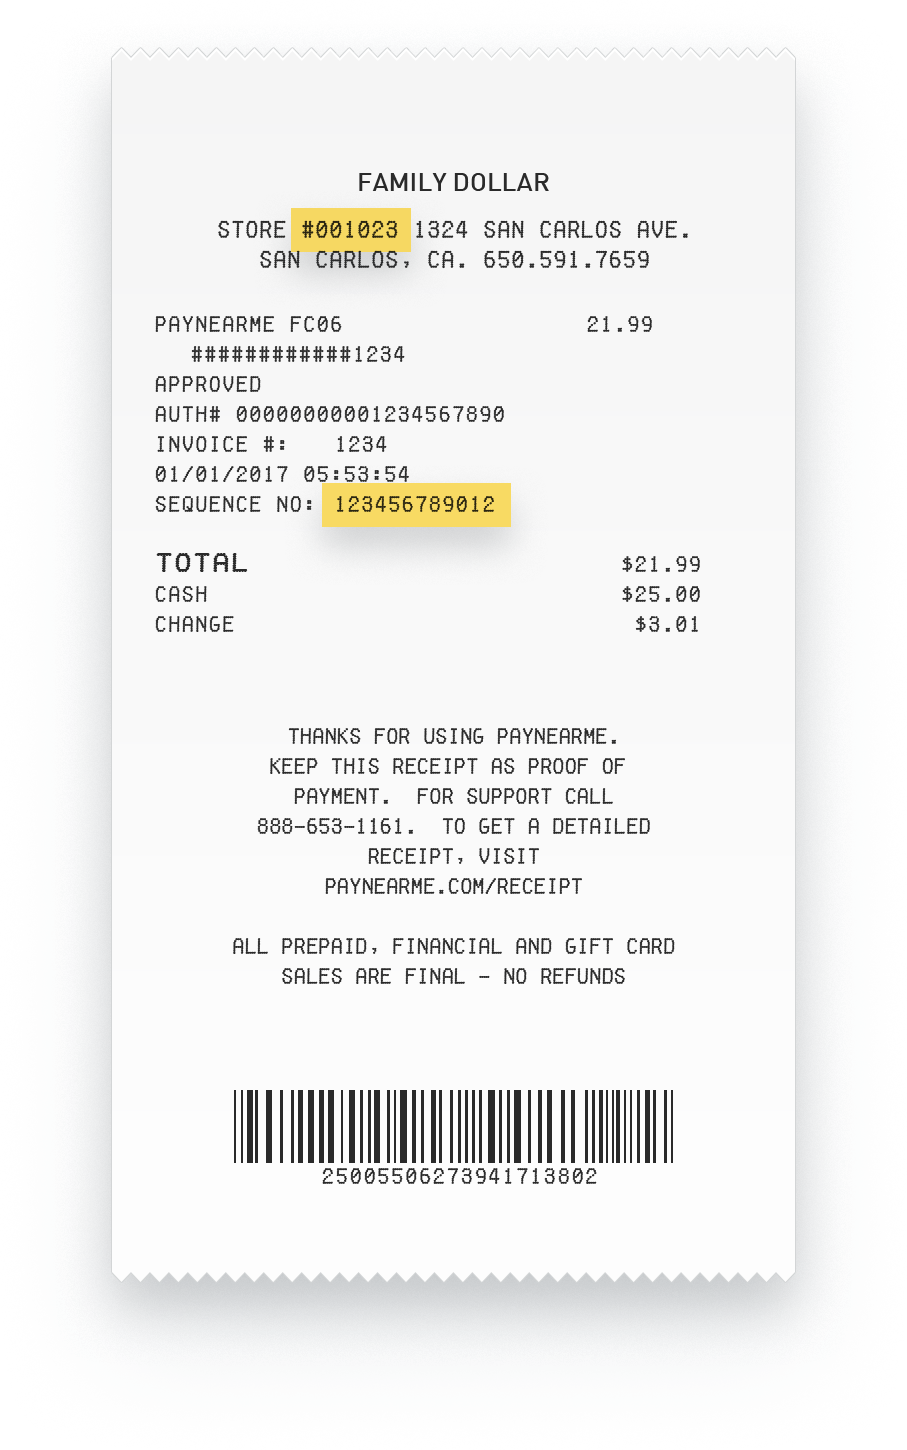 FAMILY DOLLAR
STORE #001023 1324 SAN CARLOS AVE.
SAN CARLOS, CA. 650.591.7659
PAYNEARME FC06 21.99
############1234
APPROVED
AUTH# 00000000001234567890
INVOICE #: 1234
01/01/2017 05:53:54
SEQUENCE NO: 123456789012
TOTAL $21.99
CASH $25.00
CHANGE $3.01
THANKS FOR USING PAYNEARME.
KEEP THIS RECEIPT AS PROOF OF
PAYMENT. FOR SUPPORT CALL
888-653-1161. TO GET A DETAILED
RECEIPT, VISIT
PAYNEARME.COM/RECEIPT
ALL PREPAID, FINANCIAL AND GIFT CARD
SALES ARE FINAL - NO REFUNDS
25005506273941713802